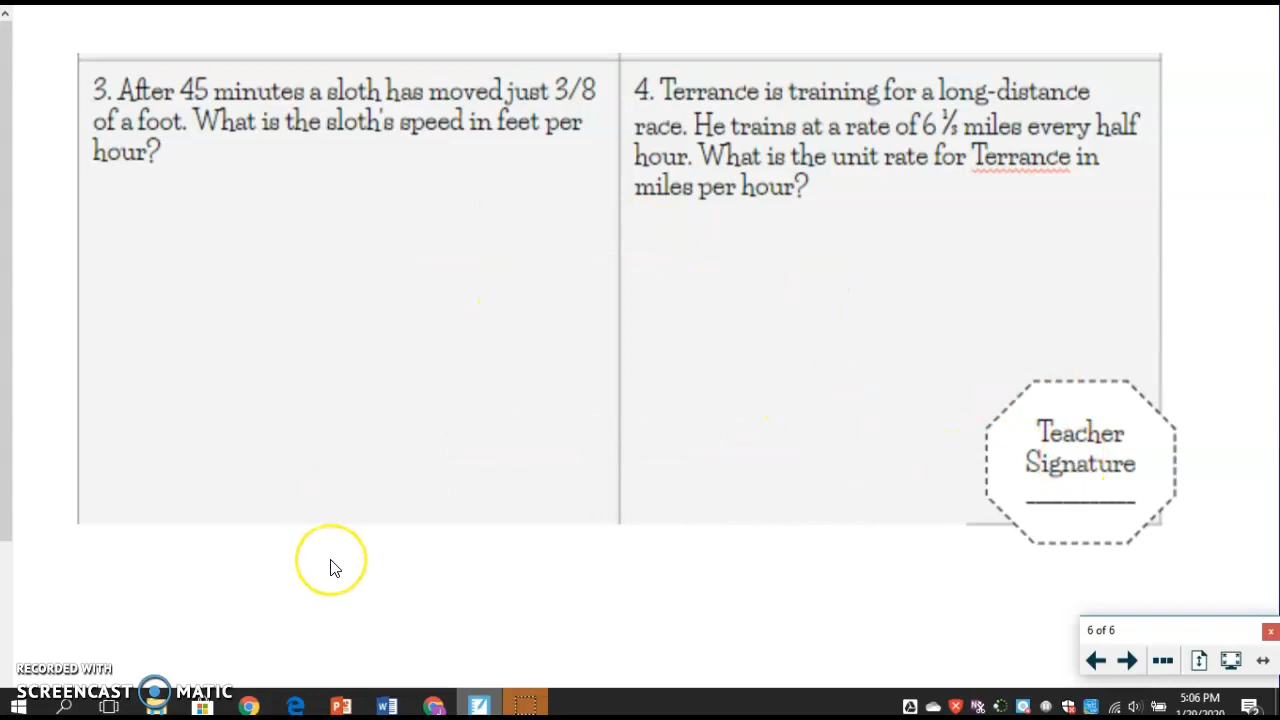 3. After 45 minutes a sloth has moved just 3/8
of a foot. What is the sloth's speed in feet per
hour?
4. Terrance is training for a long-distance
race. He trains at a rate of 6 ⅓ miles every half
hour. What is the unit rate for Terrance in
miles per hour?
Teacher
Signature
6 of 6
RECORDED WITH
SCREENCAST MATIC
5:06 PM
1/29/2020